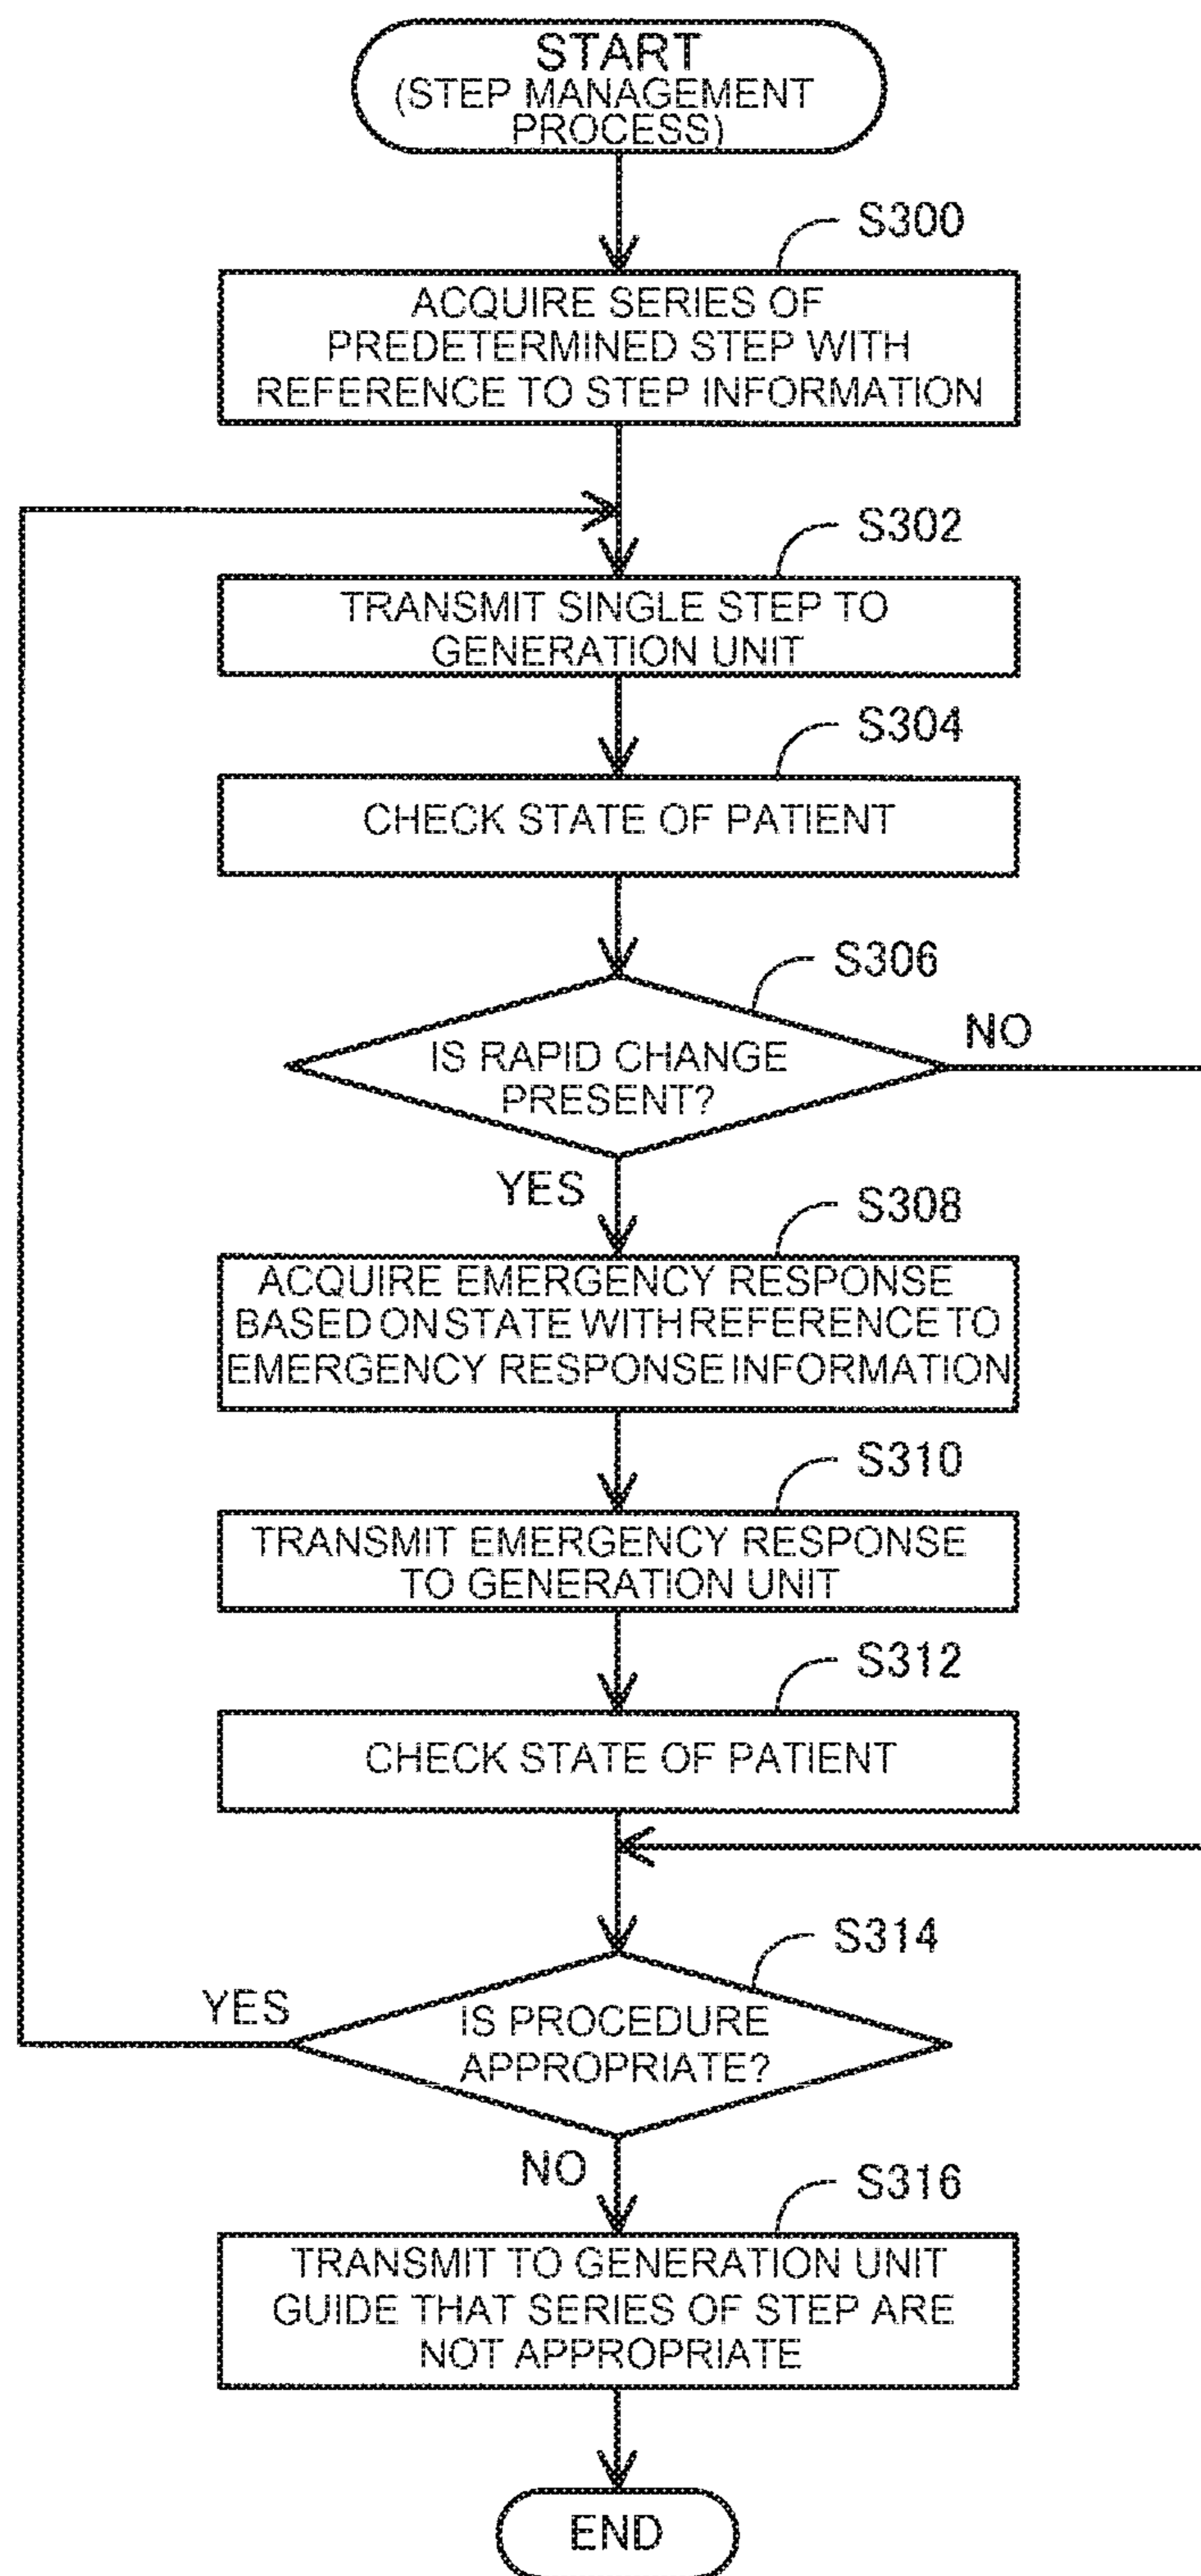 START
(STEP MANAGEMENT
PROCESS)
S300
ACQUIRE SERIES OF
PREDETERMINED STEP WITH
REFERENCE TO STEP INFORMATION
S302
TRANSMIT SINGLE STEP TO
GENERATION UNIT
S304
CHECK STATE OF PATIENT
S306
NO
IS RAPID CHANGE
PRESENT?
YES
S308
ACQUIRE EMERGENCY RESPONSE
BASED ON STATE WITH REFERENCE TO
EMERGENCY RESPONSE INFORMATION
S310
TRANSMIT EMERGENCY RESPONSE
TO GENERATION UNIT
S312
CHECK STATE OF PATIENT
S314
YES
IS PROCEDURE
APPROPRIATE?
NO
S316
TRANSMIT TO GENERATION UNIT
GUIDE THAT SERIES OF STEP ARE
NOT APPROPRIATE
END